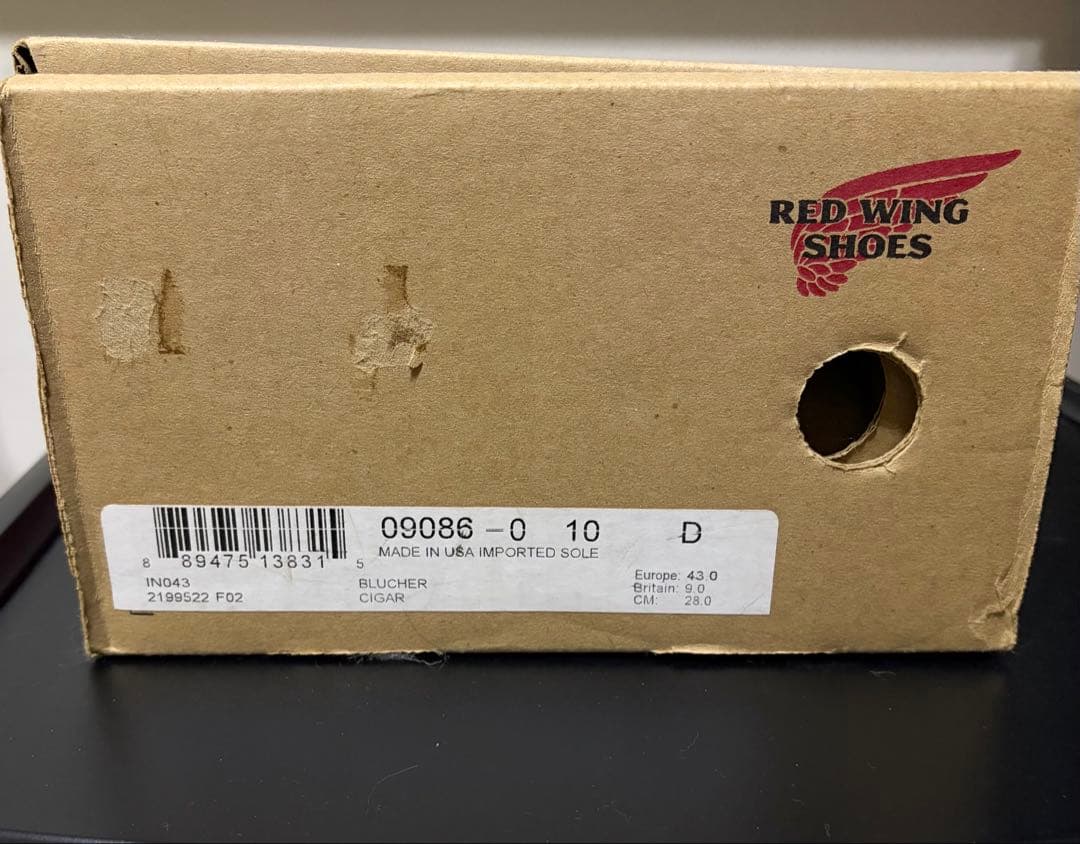 RED WING
SHOES
09086 - 0 10 D
MADE IN USA IMPORTED SOLE
8 89475 13831 5
IN043
2199522 F02
BLUCHER
CIGAR
Europe: 43.0
Britain: 9.0
CM: 28.0